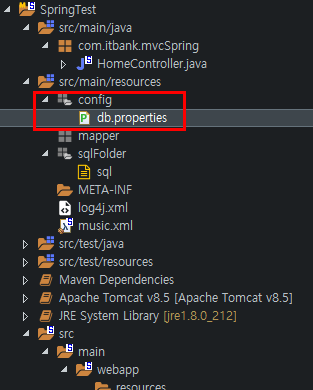 SpringTest
src/main/java
com.itbank.mvcSpring
HomeController.java
src/main/resources
config
db.properties
mapper
sqlFolder
sql
META-INF
log4j.xml
music.xml
src/test/java
src/test/resources
Maven Dependencies
Apache Tomcat v8.5 [Apache Tomcat v8.5]
JRE System Library [jre1.8.0_212]
src
main
webapp
resources